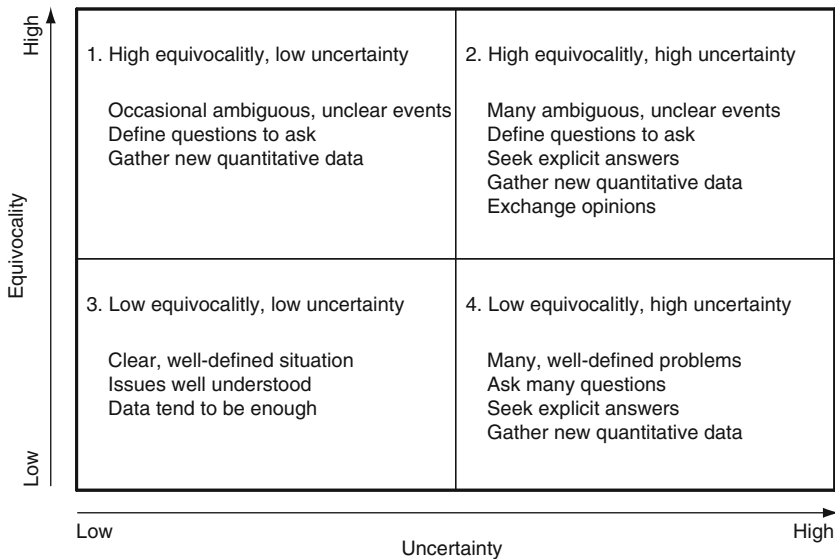 High
Equivocality
Low
1. High equivocalitly, low uncertainty
Occasional ambiguous, unclear events
Define questions to ask
Gather new quantitative data
2. High equivocalitly, high uncertainty
Many ambiguous, unclear events
Define questions to ask
Seek explicit answers
Gather new quantitative data
Exchange opinions
3. Low equivocalitly, low uncertainty
Clear, well-defined situation
Issues well understood
Data tend to be enough
4. Low equivocalitly, high uncertainty
Many, well-defined problems
Ask many questions
Seek explicit answers
Gather new quantitative data
Low
Uncertainty
High